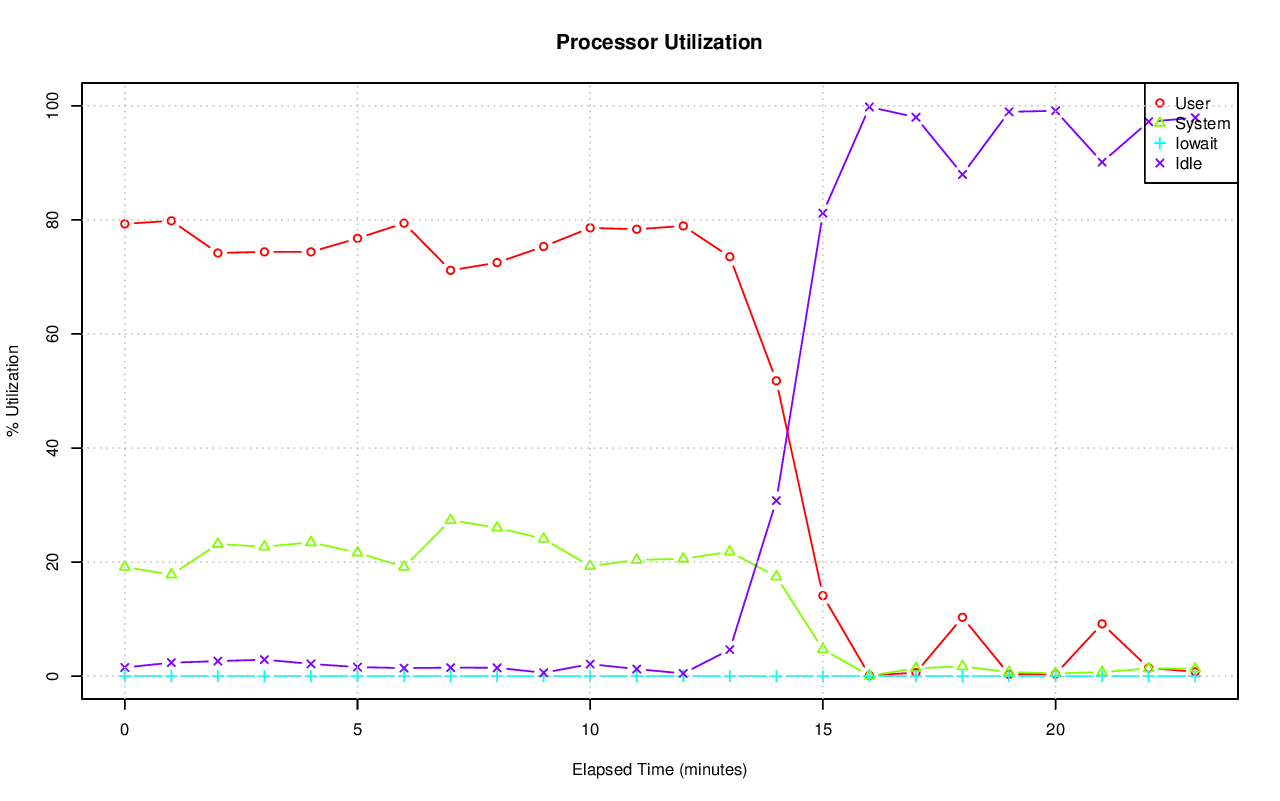 Processor Utilization
% Utilization
100
80
60
40
20
0
User
System
Iowait
Idle
0 5 10 15 20
Elapsed Time (minutes)